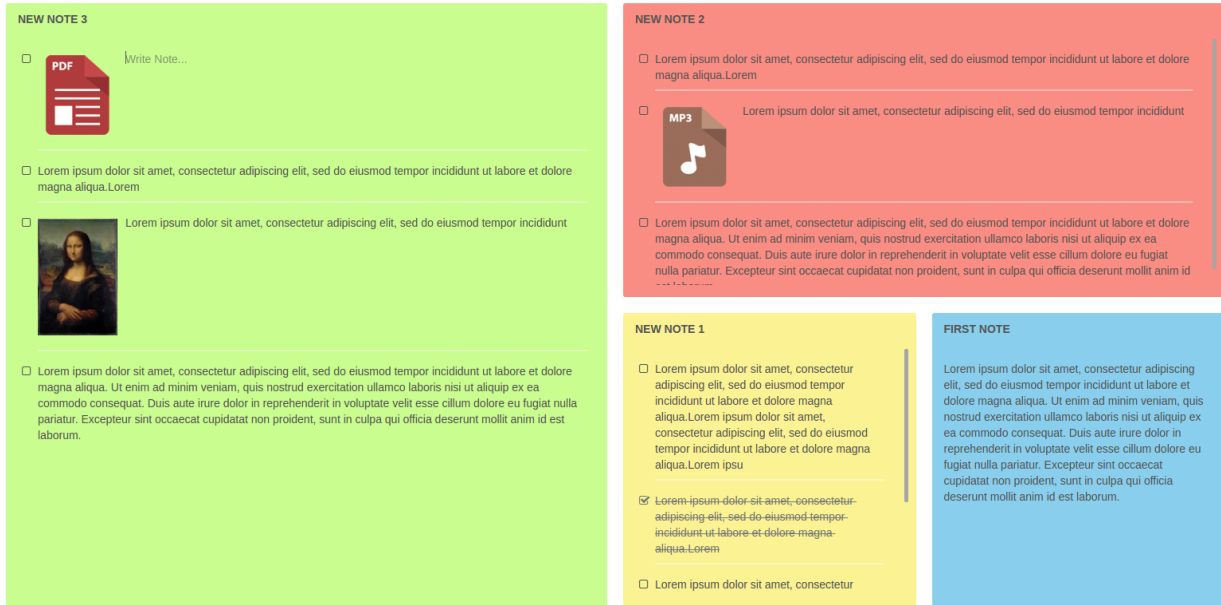 NEW NOTE 3
PDF
Write Note...
Lorem ipsum dolor sit amet, consectetur adipiscing elit, sed do eiusmod tempor incididunt ut labore et dolore
magna aliqua.Lorem
Lorem ipsum dolor sit amet, consectetur adipiscing elit, sed do eiusmod tempor incididunt
Lorem ipsum dolor sit amet, consectetur adipiscing elit, sed do eiusmod tempor incididunt ut labore et dolore
magna aliqua. Ut enim ad minim veniam, quis nostrud exercitation ullamco laboris nisi ut aliquip ex ea
commodo consequat. Duis aute irure dolor in reprehenderit in voluptate velit esse cillum dolore eu fugiat nulla
pariatur. Excepteur sint occaecat cupidatat non proident, sunt in culpa qui officia deserunt mollit anim id est
laborum.
NEW NOTE 2
Lorem ipsum dolor sit amet, consectetur adipiscing elit, sed do eiusmod tempor incididunt ut labore et dolore
magna aliqua.Lorem
MP3
Lorem ipsum dolor sit amet, consectetur adipiscing elit, sed do eiusmod tempor incididunt
Lorem ipsum dolor sit amet, consectetur adipiscing elit, sed do eiusmod tempor incididunt ut labore et dolore
magna aliqua. Ut enim ad minim veniam, quis nostrud exercitation ullamco laboris nisi ut aliquip ex ea
commodo consequat. Duis aute irure dolor in reprehenderit in voluptate velit esse cillum dolore eu fugiat
nulla pariatur. Excepteur sint occaecat cupidatat non proident, sunt in culpa qui officia deserunt mollit anim id
est laborum.
NEW NOTE 1
Lorem ipsum dolor sit amet, consectetur
adipiscing elit, sed do eiusmod tempor
incididunt ut labore et dolore magna
aliqua.Lorem ipsum dolor sit amet,
consectetur adipiscing elit, sed do eiusmod
tempor incididunt ut labore et dolore magna
aliqua.Lorem ipsu
Lorem ipsum dolor sit amet, consectetur
adipiscing elit, sed do eiusmod tempor
incididunt ut labore et dolore magna
aliqua.Lorem
Lorem ipsum dolor sit amet, consectetur
FIRST NOTE
Lorem ipsum dolor sit amet, consectetur adipiscing
elit, sed do eiusmod tempor incididunt ut labore et
dolore magna aliqua. Ut enim ad minim veniam, quis
nostrud exercitation ullamco laboris nisi ut aliquip ex
ea commodo consequat. Duis aute irure dolor in
reprehenderit in voluptate velit esse cillum dolore eu
fugiat nulla pariatur. Excepteur sint occaecat
cupidatat non proident, sunt in culpa qui officia
deserunt mollit anim id est laborum.